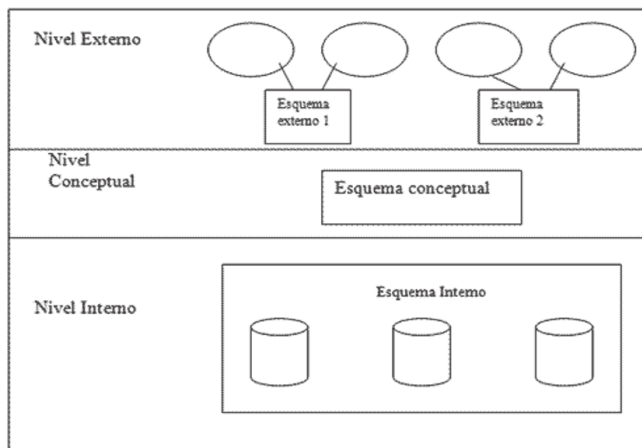 Nivel Externo
Esquema
externo 1
Esquema
externo 2
Nivel
Conceptual
Esquema conceptual
Esquema Interno
Nivel Interno